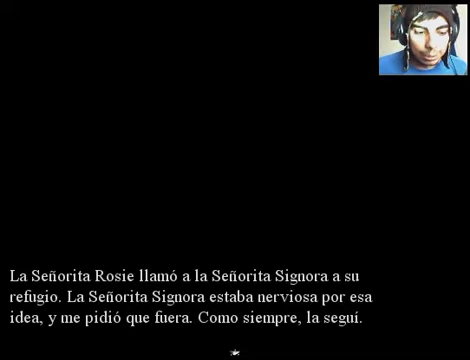 La Señorita Rosie llamó a la Señorita Signora a su
refugio. La Señorita Signora estaba nerviosa por esa
idea, y me pidió que fuera. Como siempre, la seguí.